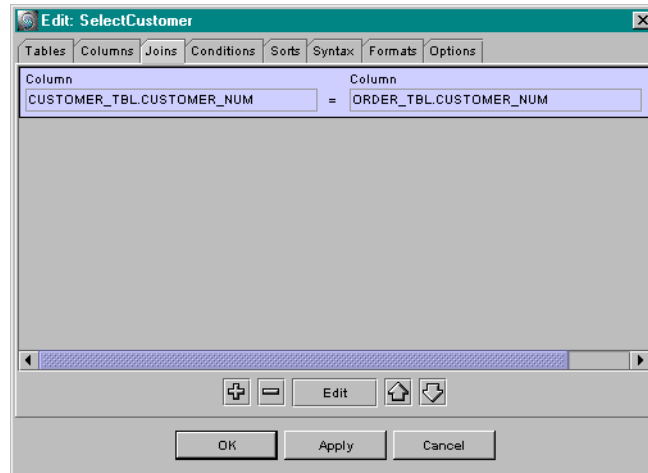 Edit: SelectCustomer
Tables Columns Joins Conditions Sorts Syntax Formats Options
Column Column
CUSTOMER_TBL.CUSTOMER_NUM = ORDER_TBL.CUSTOMER_NUM
Edit
OK Apply Cancel